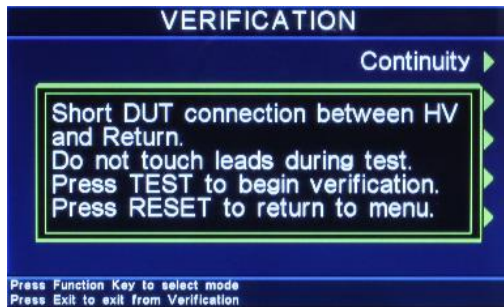 VERIFICATION
Continuity
Short DUT connection between HV
and Return.
Do not touch leads during test.
Press TEST to begin verification.
Press RESET to return to menu.
Press Function Key to select mode
Press Exit to exit from Verification